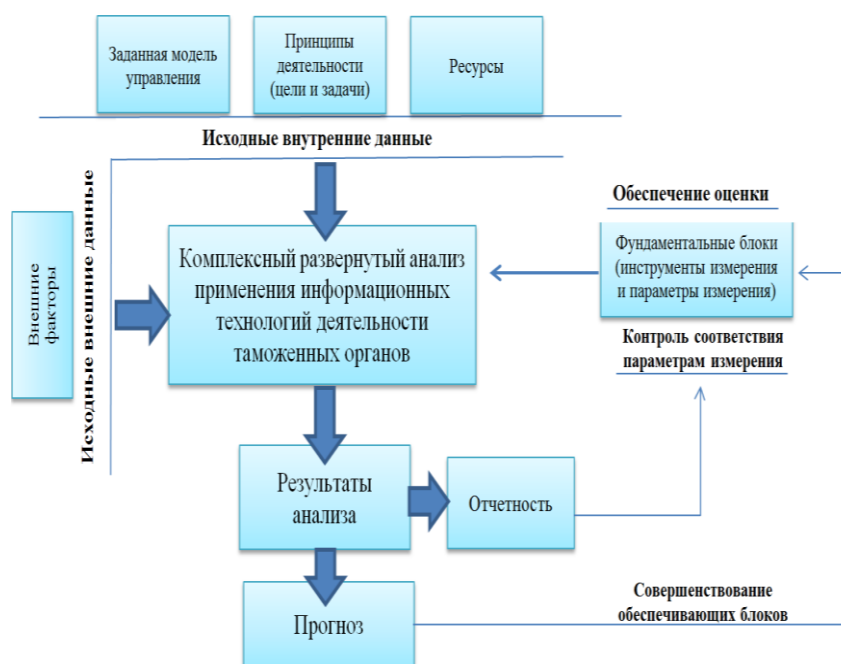 Заданная модель
управления
Принципы
деятельности
(цели и задачи)
Ресурсы
Исходные внутренние данные
Внешние
факторы
Исходные внешние данные
Комплексный развернутый анализ
применения информационных
технологий деятельности
таможенных органов
Обеспечение оценки
Фундаментальные блоки
(инструменты измерения
и параметры измерения)
Контроль соответствия
параметрам измерения
Результаты
анализа
Отчетность
Прогноз
Совершенствование
обеспечивающих блоков